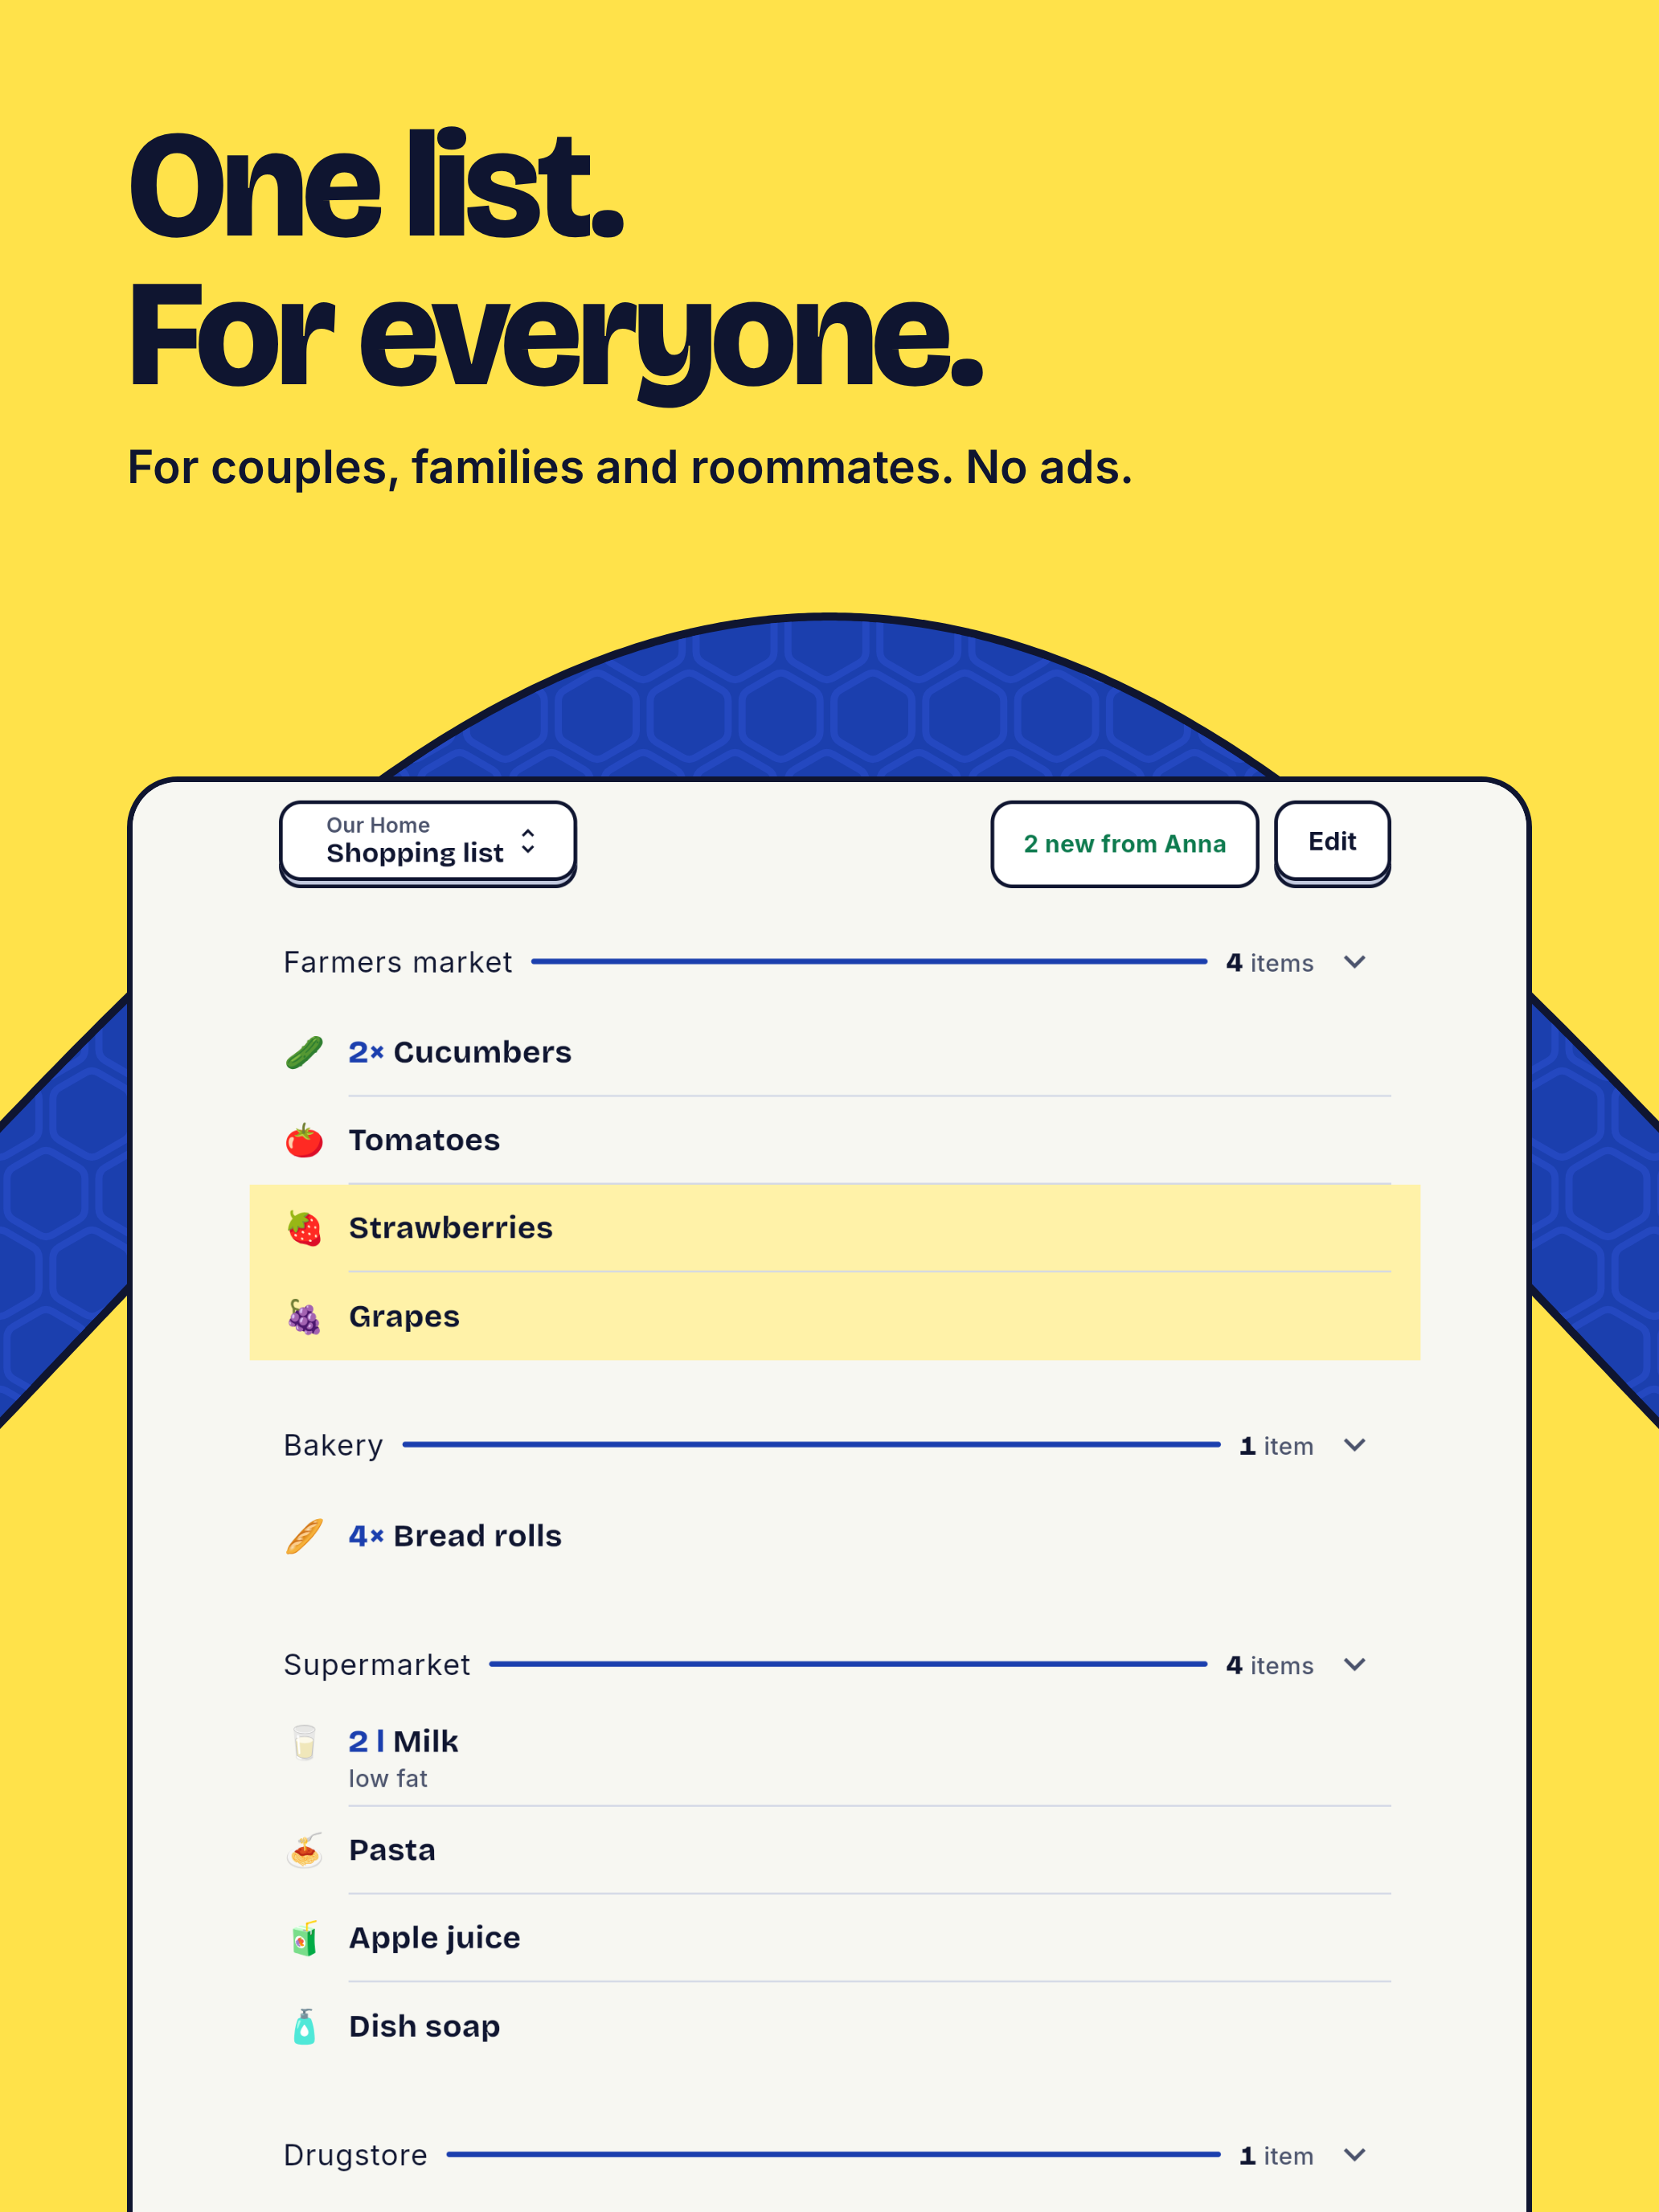 One list.
For everyone.
For couples, families and roommates. No ads.
Our Home
Shopping list
2 new from Anna
Edit
Farmers market 4 items
2× Cucumbers
Tomatoes
Strawberries
Grapes
Bakery 1 item
4× Bread rolls
Supermarket 4 items
2 l Milk
low fat
Pasta
Apple juice
Dish soap
Drugstore 1 item